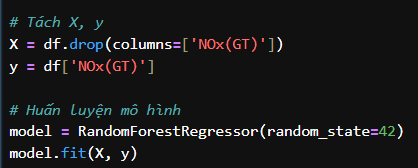 # Tách X, y
X = df.drop(columns=['NOx(GT)'])
y = df['NOx(GT)']
# Huấn luyện mô hình
model = RandomForestRegressor(random_state=42)
model.fit(X, y)